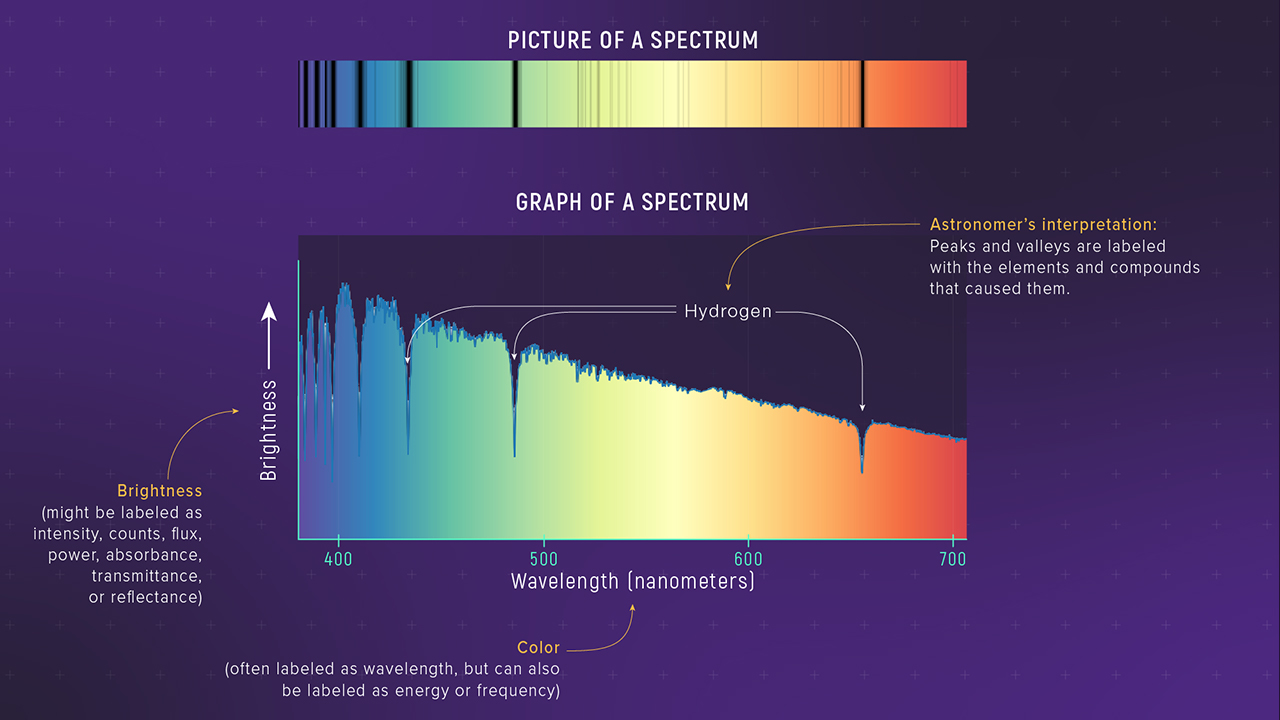 PICTURE OF A SPECTRUM
GRAPH OF A SPECTRUM
Astronomer’s interpretation:
Peaks and valleys are labeled
with the elements and compounds
that caused them.
Hydrogen
Brightness
Brightness
(might be labeled as
intensity, counts, flux,
power, absorbance,
transmittance,
or reflectance)
400 500 600 700
Wavelength (nanometers)
Color
(often labeled as wavelength, but can also
be labeled as energy or frequency)